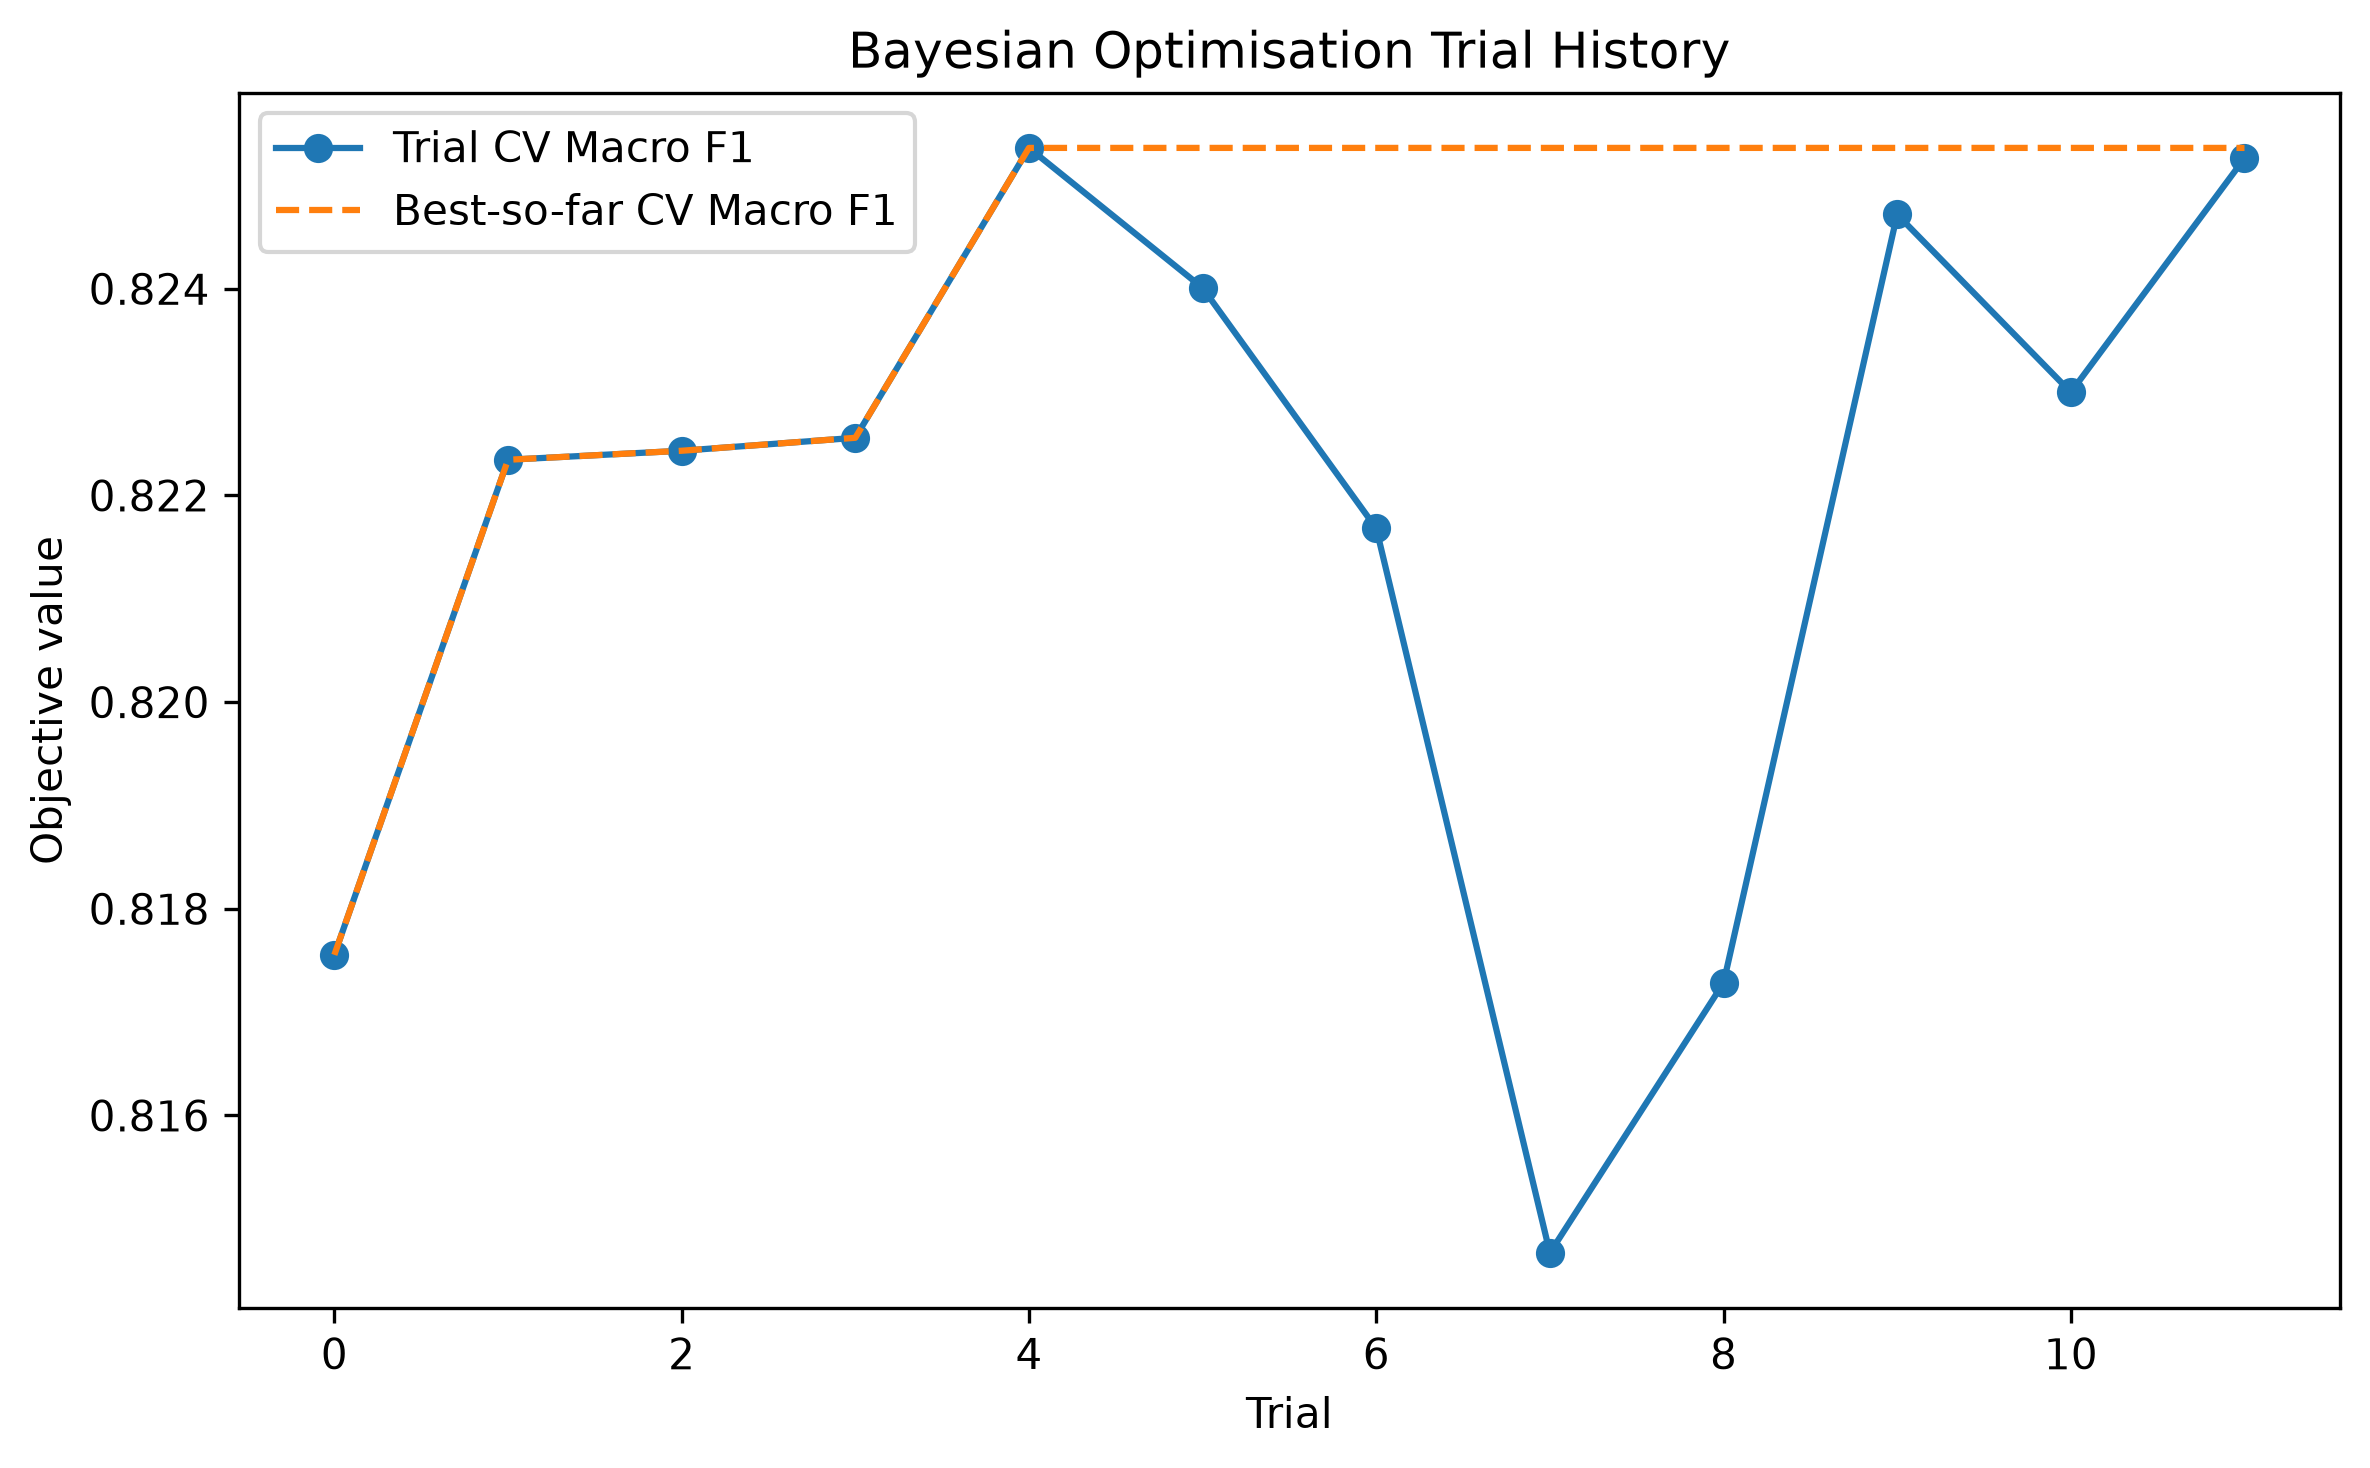 Bayesian Optimisation Trial History
Trial CV Macro F1
Best-so-far CV Macro F1
0.824
0.822
0.820
0.818
0.816
Objective value
0 2 4 6 8 10
Trial